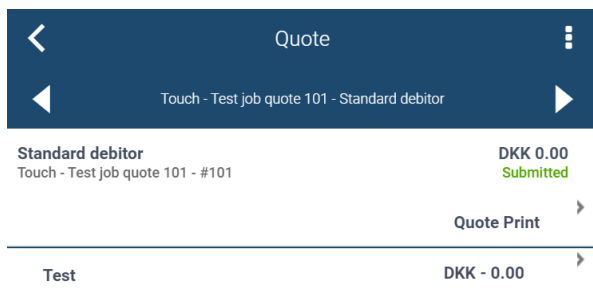 Quote
Touch - Test job quote 101 - Standard debitor
Standard debitor DKK 0.00
Touch - Test job quote 101 - #101 Submitted
Quote Print
Test DKK - 0.00